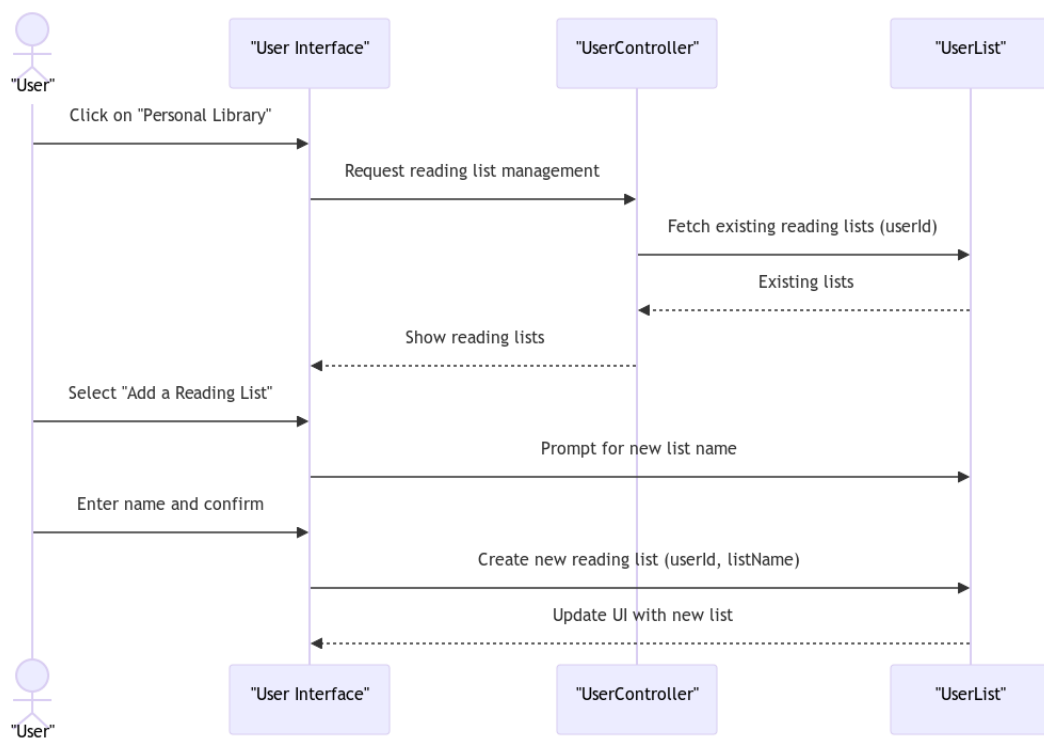 "User"
"User Interface"
"UserController"
"UserList"
Click on "Personal Library"
Request reading list management
Fetch existing reading lists (userId)
Existing lists
Show reading lists
Select "Add a Reading List"
Prompt for new list name
Enter name and confirm
Create new reading list (userId, listName)
Update UI with new list
"User"
"User Interface"
"UserController"
"UserList"